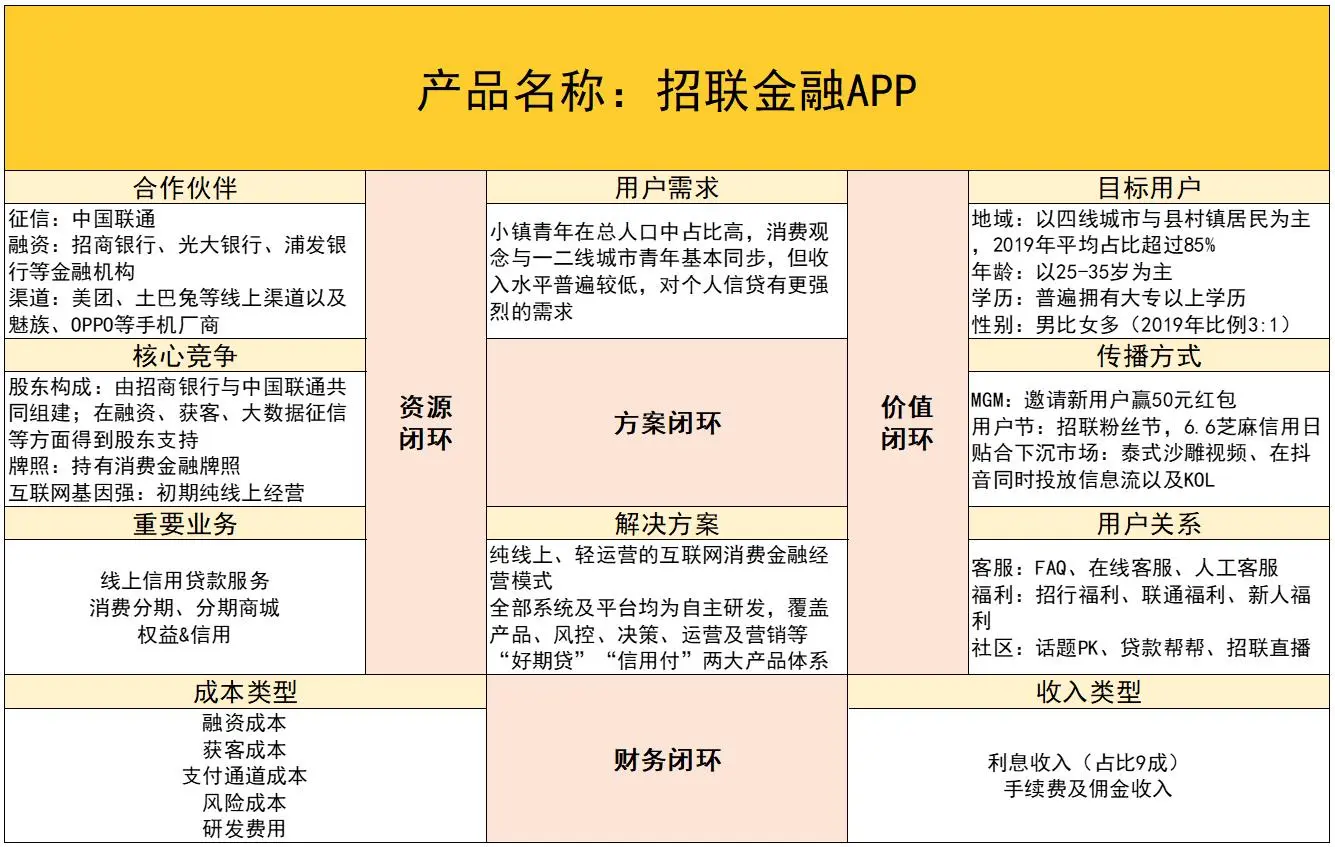 产品名称：招联金融APP
合作伙伴
征信：中国联通
融资：招商银行、光大银行、浦发银
行等金融机构
渠道：美团、土巴兔等线上渠道以及
魅族、OPPO等手机厂商
核心竞争
股东构成：由招商银行与中国联通共
同组建；在融资、获客、大数据征信
等方面得到股东支持
牌照：持有消费金融牌照
互联网基因强：初期纯线上经营
重要业务
线上信用贷款服务
消费分期、分期商城
权益&信用
资源
闭环
用户需求
小镇青年在总人口中占比高，消费观
念与一二线城市青年基本同步，但收
入水平普遍较低，对个人信贷有更强
烈的需求
方案闭环
解决方案
纯线上、轻运营的互联网消费金融经
营模式
全部系统及平台均为自主研发，覆盖
产品、风控、决策、运营及营销等
“好期贷”“信用付”两大产品体系
价值
闭环
目标用户
地域：以四线城市与县村镇居民为主
，2019年平均占比超过85%
年龄：以25-35岁为主
学历：普遍拥有大专以上学历
性别：男比女多（2019年比例3:1）
传播方式
MGM：邀请新用户赢50元红包
用户节：招联粉丝节，6.6芝麻信用日
贴合下沉市场：泰式沙雕视频、在抖
音同时投放信息流以及KOL
用户关系
客服：FAQ、在线客服、人工客服
福利：招行福利、联通福利、新人福
利
社区：话题PK、贷款帮帮、招联直播
成本类型
融资成本
获客成本
支付通道成本
风险成本
研发费用
财务闭环
收入类型
利息收入（占比9成）
手续费及佣金收入